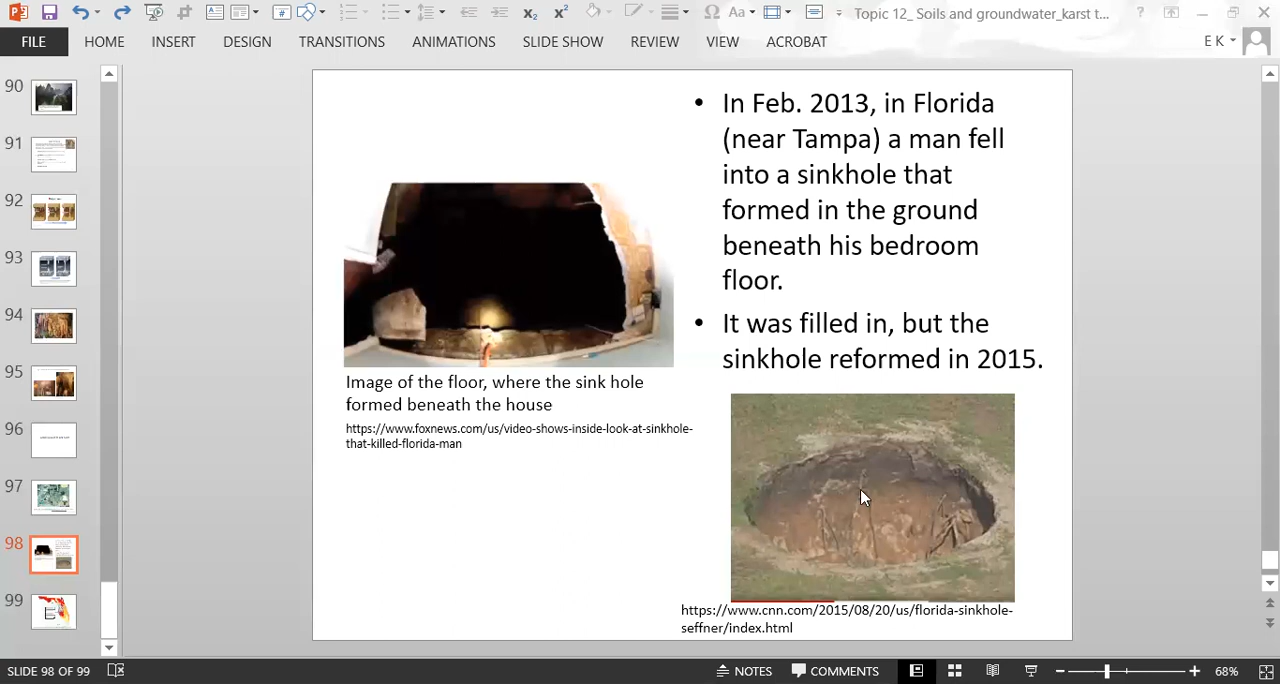 Topic 12_ Soils and groundwater_karst t...
FILE
HOME
INSERT
DESIGN
TRANSITIONS
ANIMATIONS
SLIDE SHOW
REVIEW
VIEW
ACROBAT
E K
90
91
92
93
94
95
96
97
98
99
• In Feb. 2013, in Florida
(near Tampa) a man fell
into a sinkhole that
formed in the ground
beneath his bedroom
floor.
• It was filled in, but the
sinkhole reformed in 2015.
Image of the floor, where the sink hole
formed beneath the house
https://www.foxnews.com/us/video-shows-inside-look-at-sinkhole-
that-killed-florida-man
https://www.cnn.com/2015/08/20/us/florida-sinkhole-
seffner/index.html
SLIDE 98 OF 99
NOTES
COMMENTS
68%